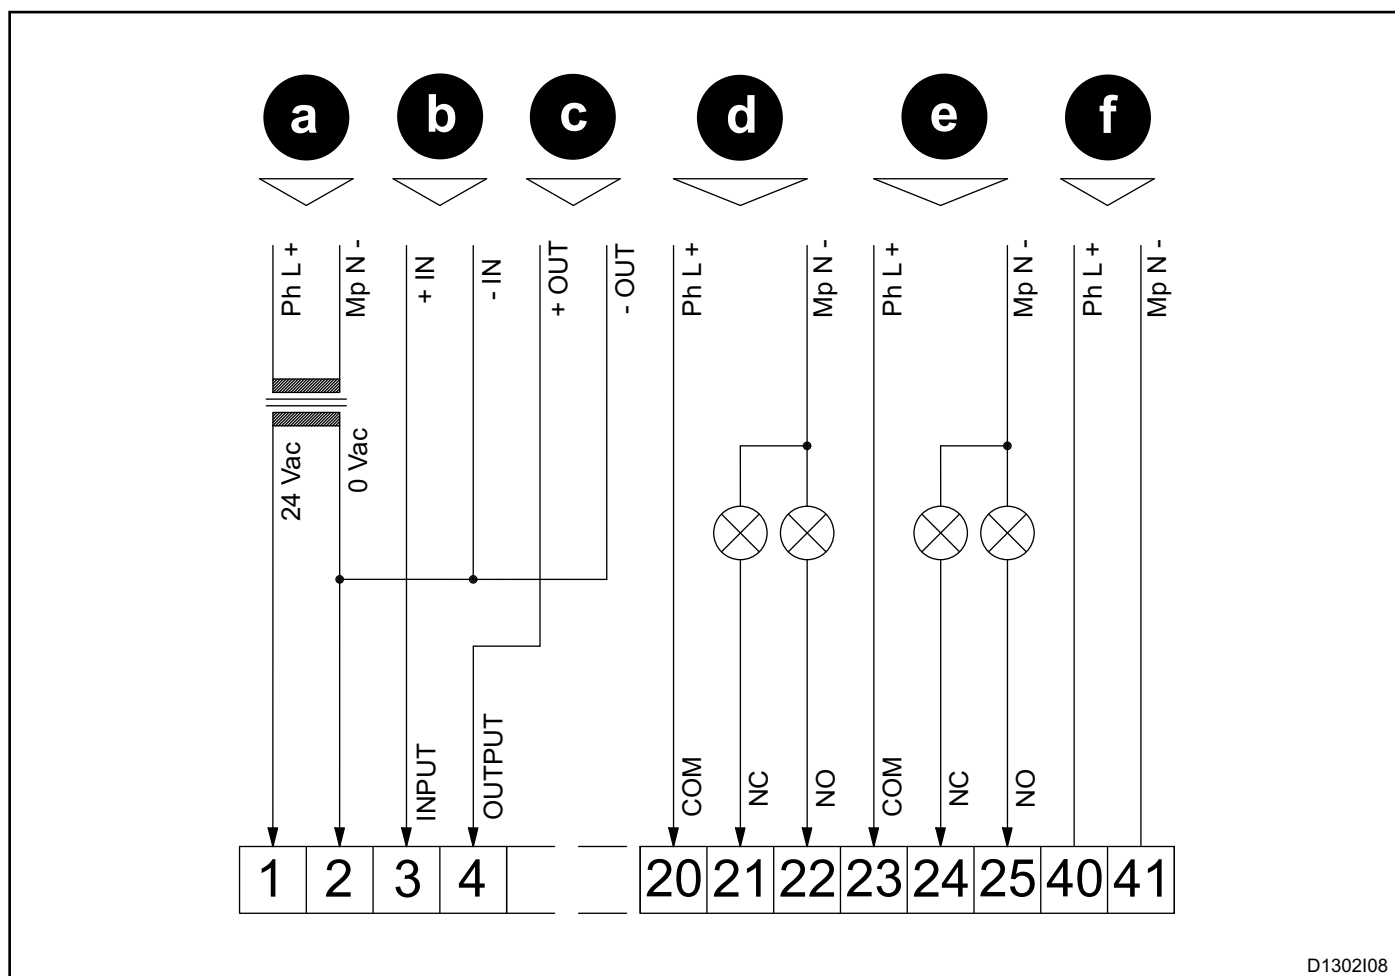 a b c d e f
Ph L +
Mp N -
+ IN
- IN
+ OUT
- OUT
Ph L +
Mp N -
Ph L +
Mp N -
Ph L +
Mp N -
24 Vac
0 Vac
INPUT
OUTPUT
COM
NC
NO
COM
NC
NO
1 2 3 4 20 21 22 23 24 25 40 41
D1302I08